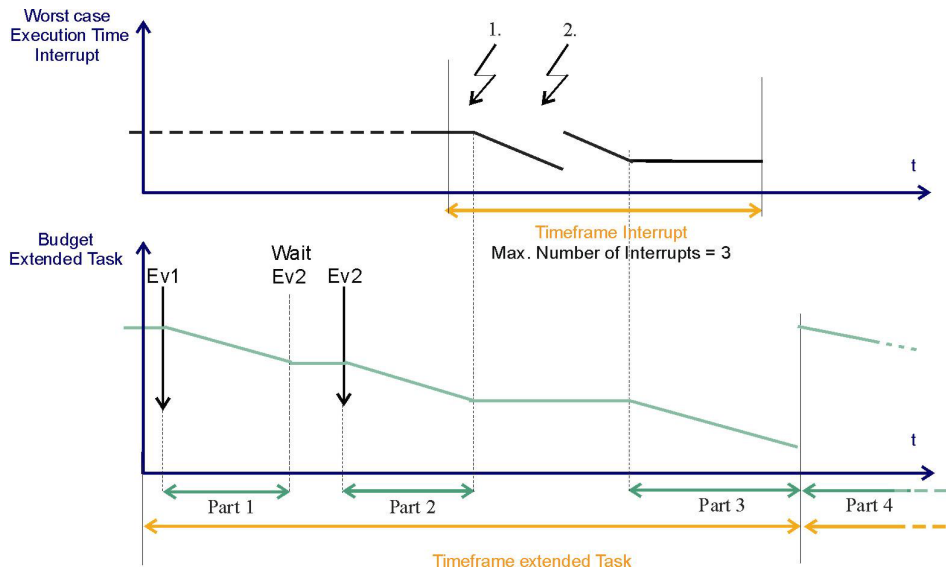 Worst case
Execution Time
Interrupt
1.
2.
t
Timeframe Interrupt
Max. Number of Interrupts = 3
Budget
Extended Task
Ev1
Wait
Ev2
Ev2
t
Part 1
Part 2
Part 3
Part 4
Timeframe extended Task